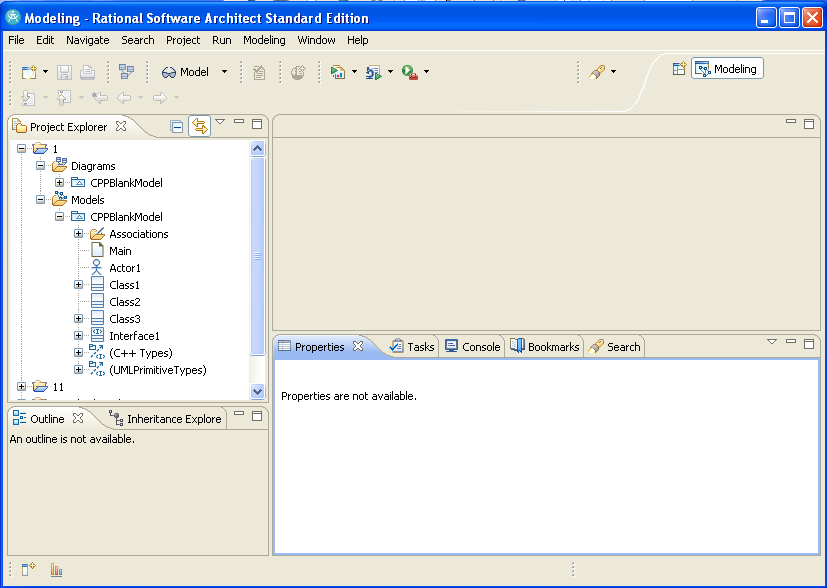 Modeling - Rational Software Architect Standard Edition
File Edit Navigate Search Project Run Modeling Window Help
Model
Modeling
Project Explorer
1
Diagrams
CPPBlankModel
Models
CPPBlankModel
Associations
Main
Actor1
Class1
Class2
Class3
Interface1
(C++ Types)
(UMLPrimitiveTypes)
11
Properties Tasks Console Bookmarks Search
Properties are not available.
Outline Inheritance Explore
An outline is not available.